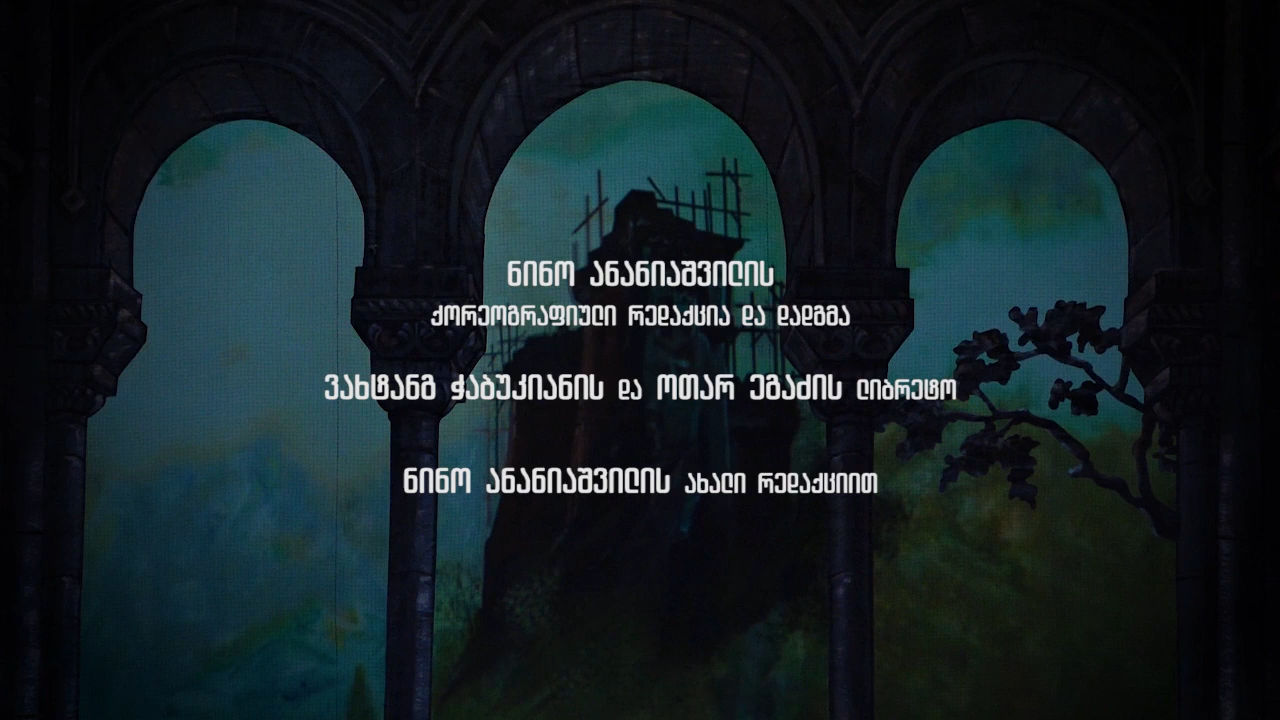 ნინო ანანიაშვილის
ქორეოგრაფიული რედაქცია და დადგმა
ვახტანგ ჭაბუკიანის და ოთარ ეგაძის ლიბრეტო
ნინო ანანიაშვილის ახალი რედაქციით